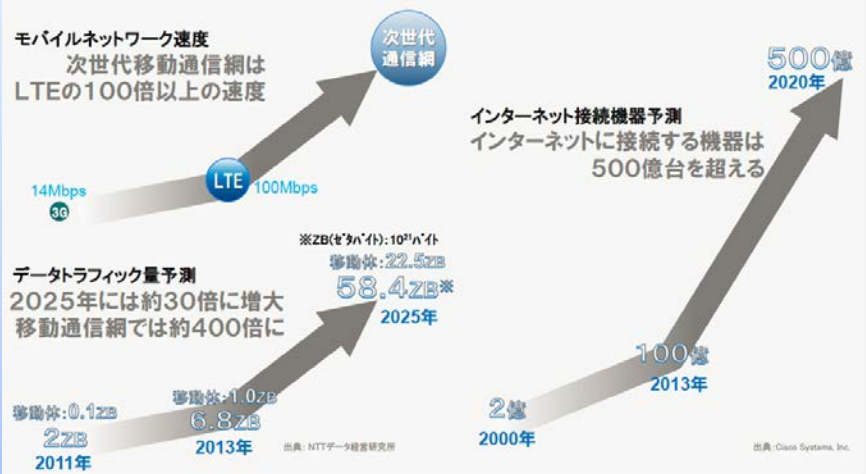 モバイルネットワーク速度
次世代移動通信網は
LTEの100倍以上の速度
次世代
通信網
14Mbps
3G
LTE
100Mbps
※ZB(ゼタバイト):10²¹バイト
データトラフィック量予測
2025年には約30倍に増大
移動通信網では約400倍に
移動体:22.5ZB
58.4ZB※
2025年
移動体:0.1ZB
2ZB
2011年
移動体:1.0ZB
6.8ZB
2013年
出典:NTTデータ経営研究所
インターネット接続機器予測
インターネットに接続する機器は
500億台を超える
500億
2020年
100億
2013年
2億
2000年
出典:Cisco Systems, Inc.